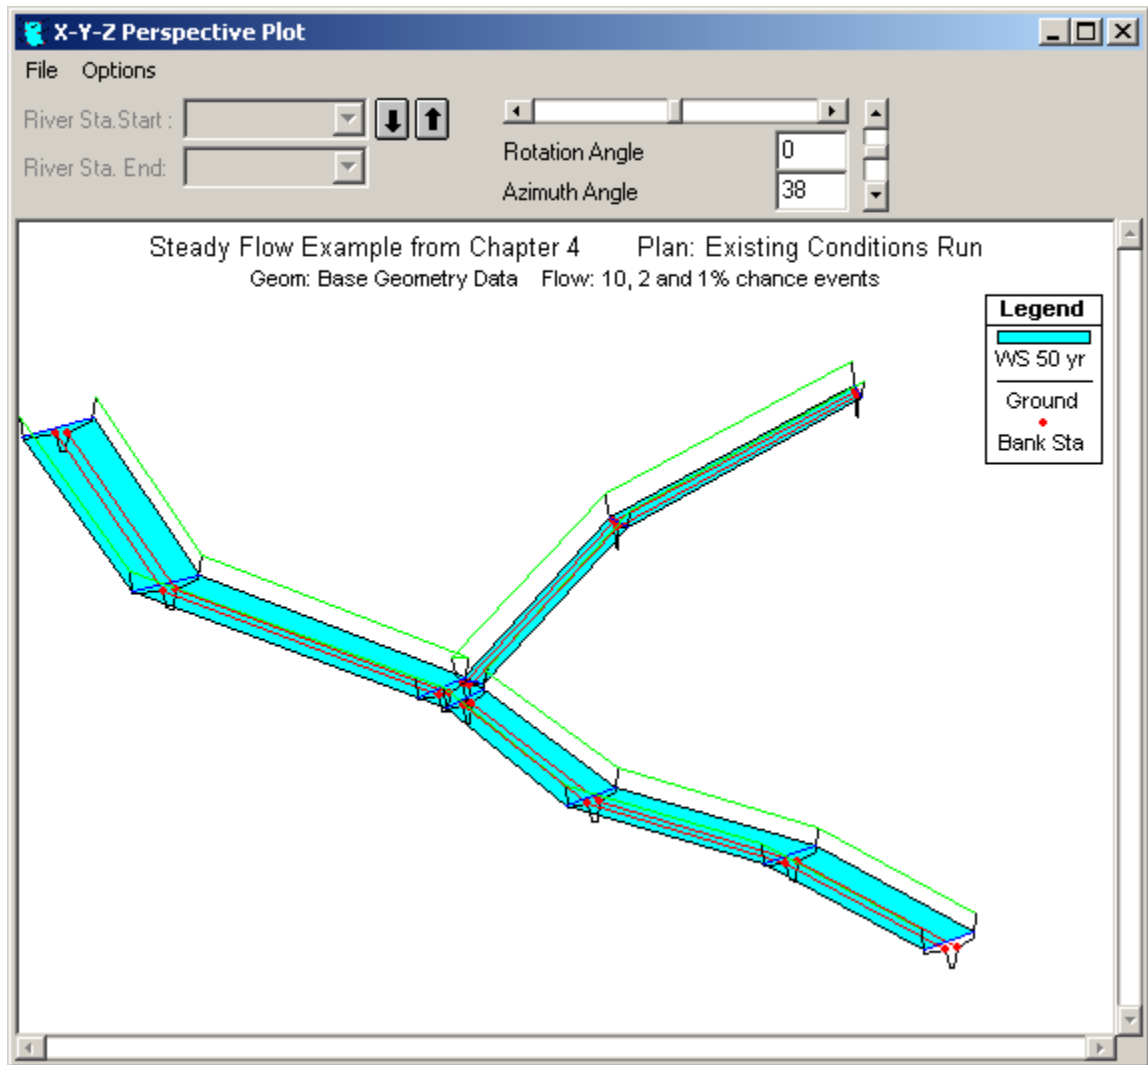 X-Y-Z Perspective Plot
File Options
River Sta.Start :
River Sta. End:
Rotation Angle 0
Azimuth Angle 38
Steady Flow Example from Chapter 4 Plan: Existing Conditions Run
Geom: Base Geometry Data Flow: 10, 2 and 1% chance events
Legend
WS 50 yr
Ground
Bank Sta